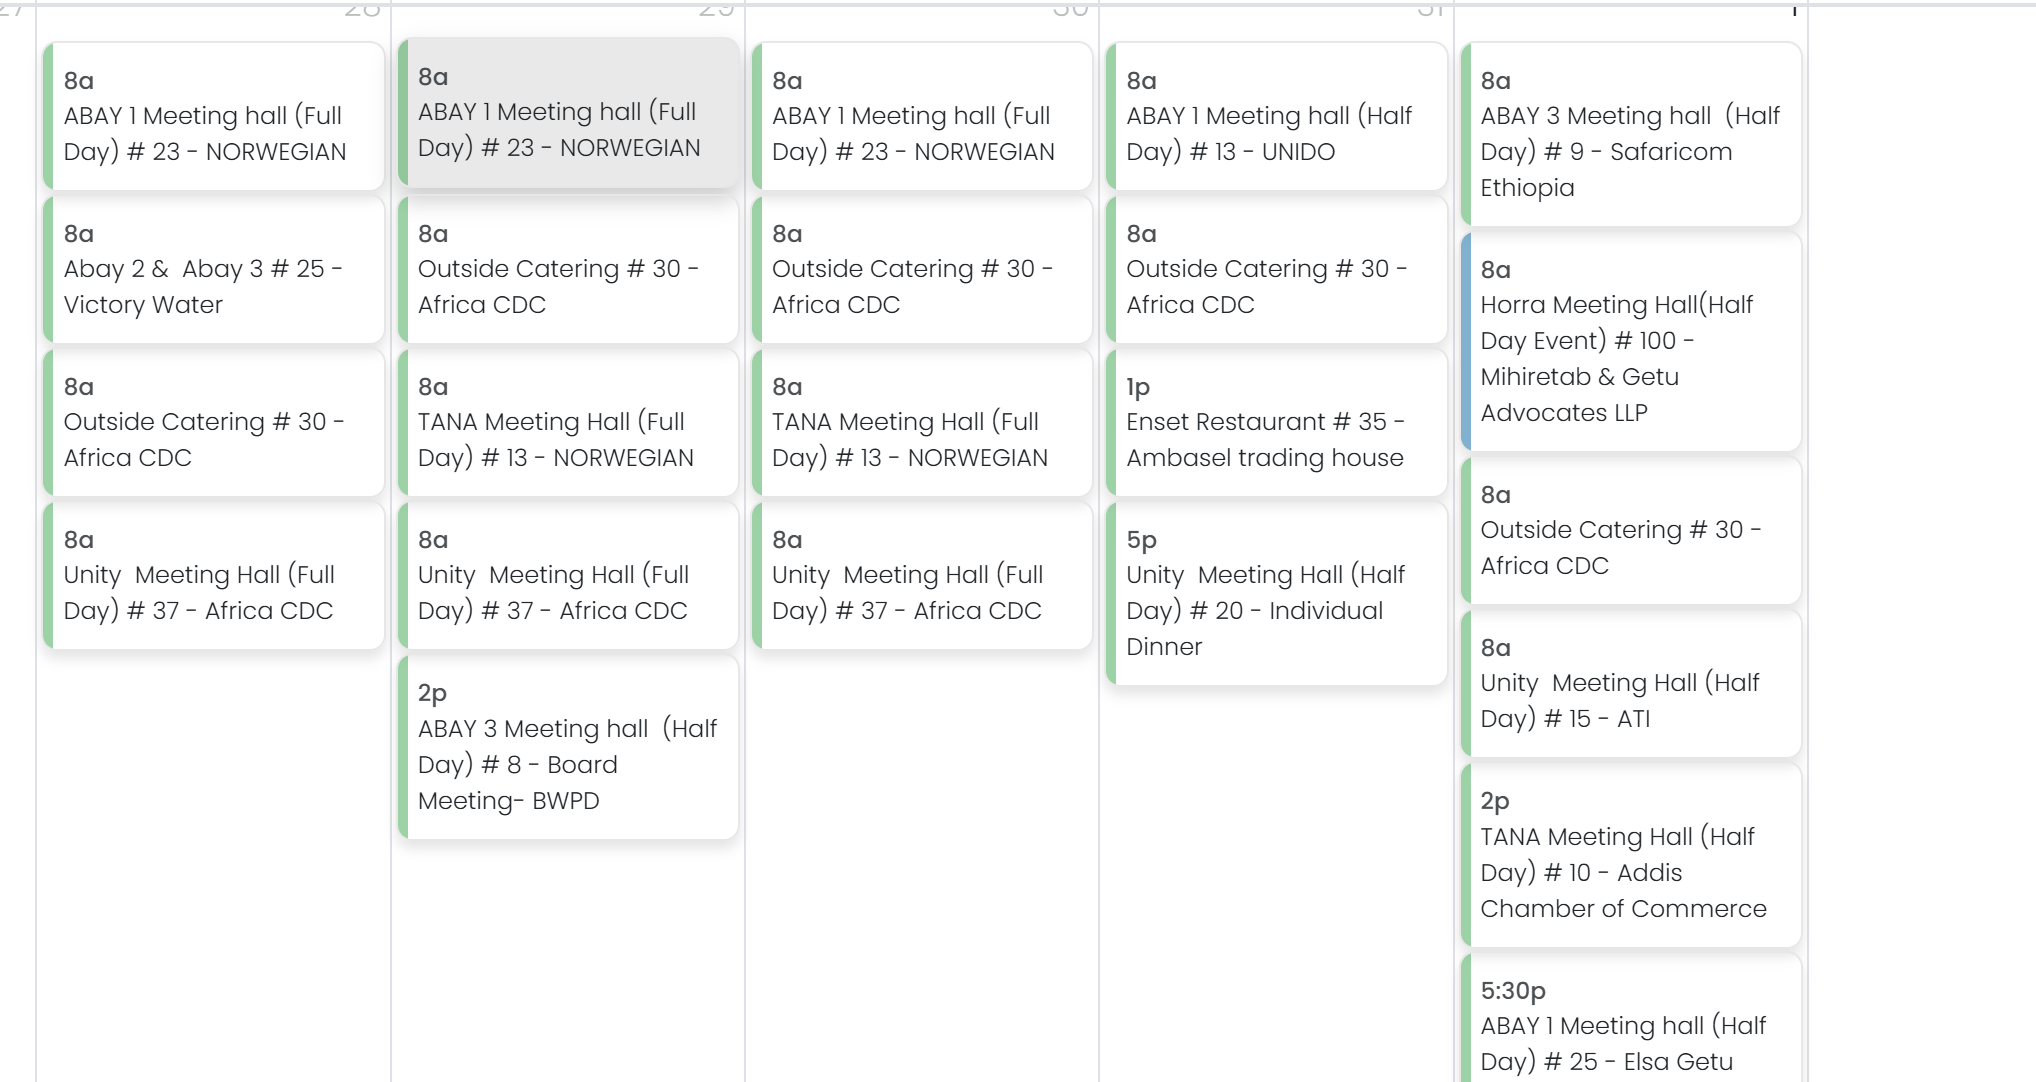 27
28
29
30
31
1
8a
ABAY 1 Meeting hall (Full
Day) # 23 - NORWEGIAN
8a
Abay 2 &  Abay 3 # 25 -
Victory Water
8a
Outside Catering # 30 -
Africa CDC
8a
Unity  Meeting Hall (Full
Day) # 37 - Africa CDC
8a
ABAY 1 Meeting hall (Full
Day) # 23 - NORWEGIAN
8a
Outside Catering # 30 -
Africa CDC
8a
TANA Meeting Hall (Full
Day) # 13 - NORWEGIAN
8a
Unity  Meeting Hall (Full
Day) # 37 - Africa CDC
2p
ABAY 3 Meeting hall  (Half
Day) # 8 - Board
Meeting- BWPD
8a
ABAY 1 Meeting hall (Full
Day) # 23 - NORWEGIAN
8a
Outside Catering # 30 -
Africa CDC
8a
TANA Meeting Hall (Full
Day) # 13 - NORWEGIAN
8a
Unity  Meeting Hall (Full
Day) # 37 - Africa CDC
8a
ABAY 1 Meeting hall (Half
Day) # 13 - UNIDO
8a
Outside Catering # 30 -
Africa CDC
1p
Enset Restaurant # 35 -
Ambasel trading house
5p
Unity  Meeting Hall (Half
Day) # 20 - Individual
Dinner
8a
ABAY 3 Meeting hall  (Half
Day) # 9 - Safaricom
Ethiopia
8a
Horra Meeting Hall(Half
Day Event) # 100 -
Mihiretab & Getu
Advocates LLP
8a
Outside Catering # 30 -
Africa CDC
8a
Unity  Meeting Hall (Half
Day) # 15 - ATI
2p
TANA Meeting Hall (Half
Day) # 10 - Addis
Chamber of Commerce
5:30p
ABAY 1 Meeting hall (Half
Day) # 25 - Elsa Getu